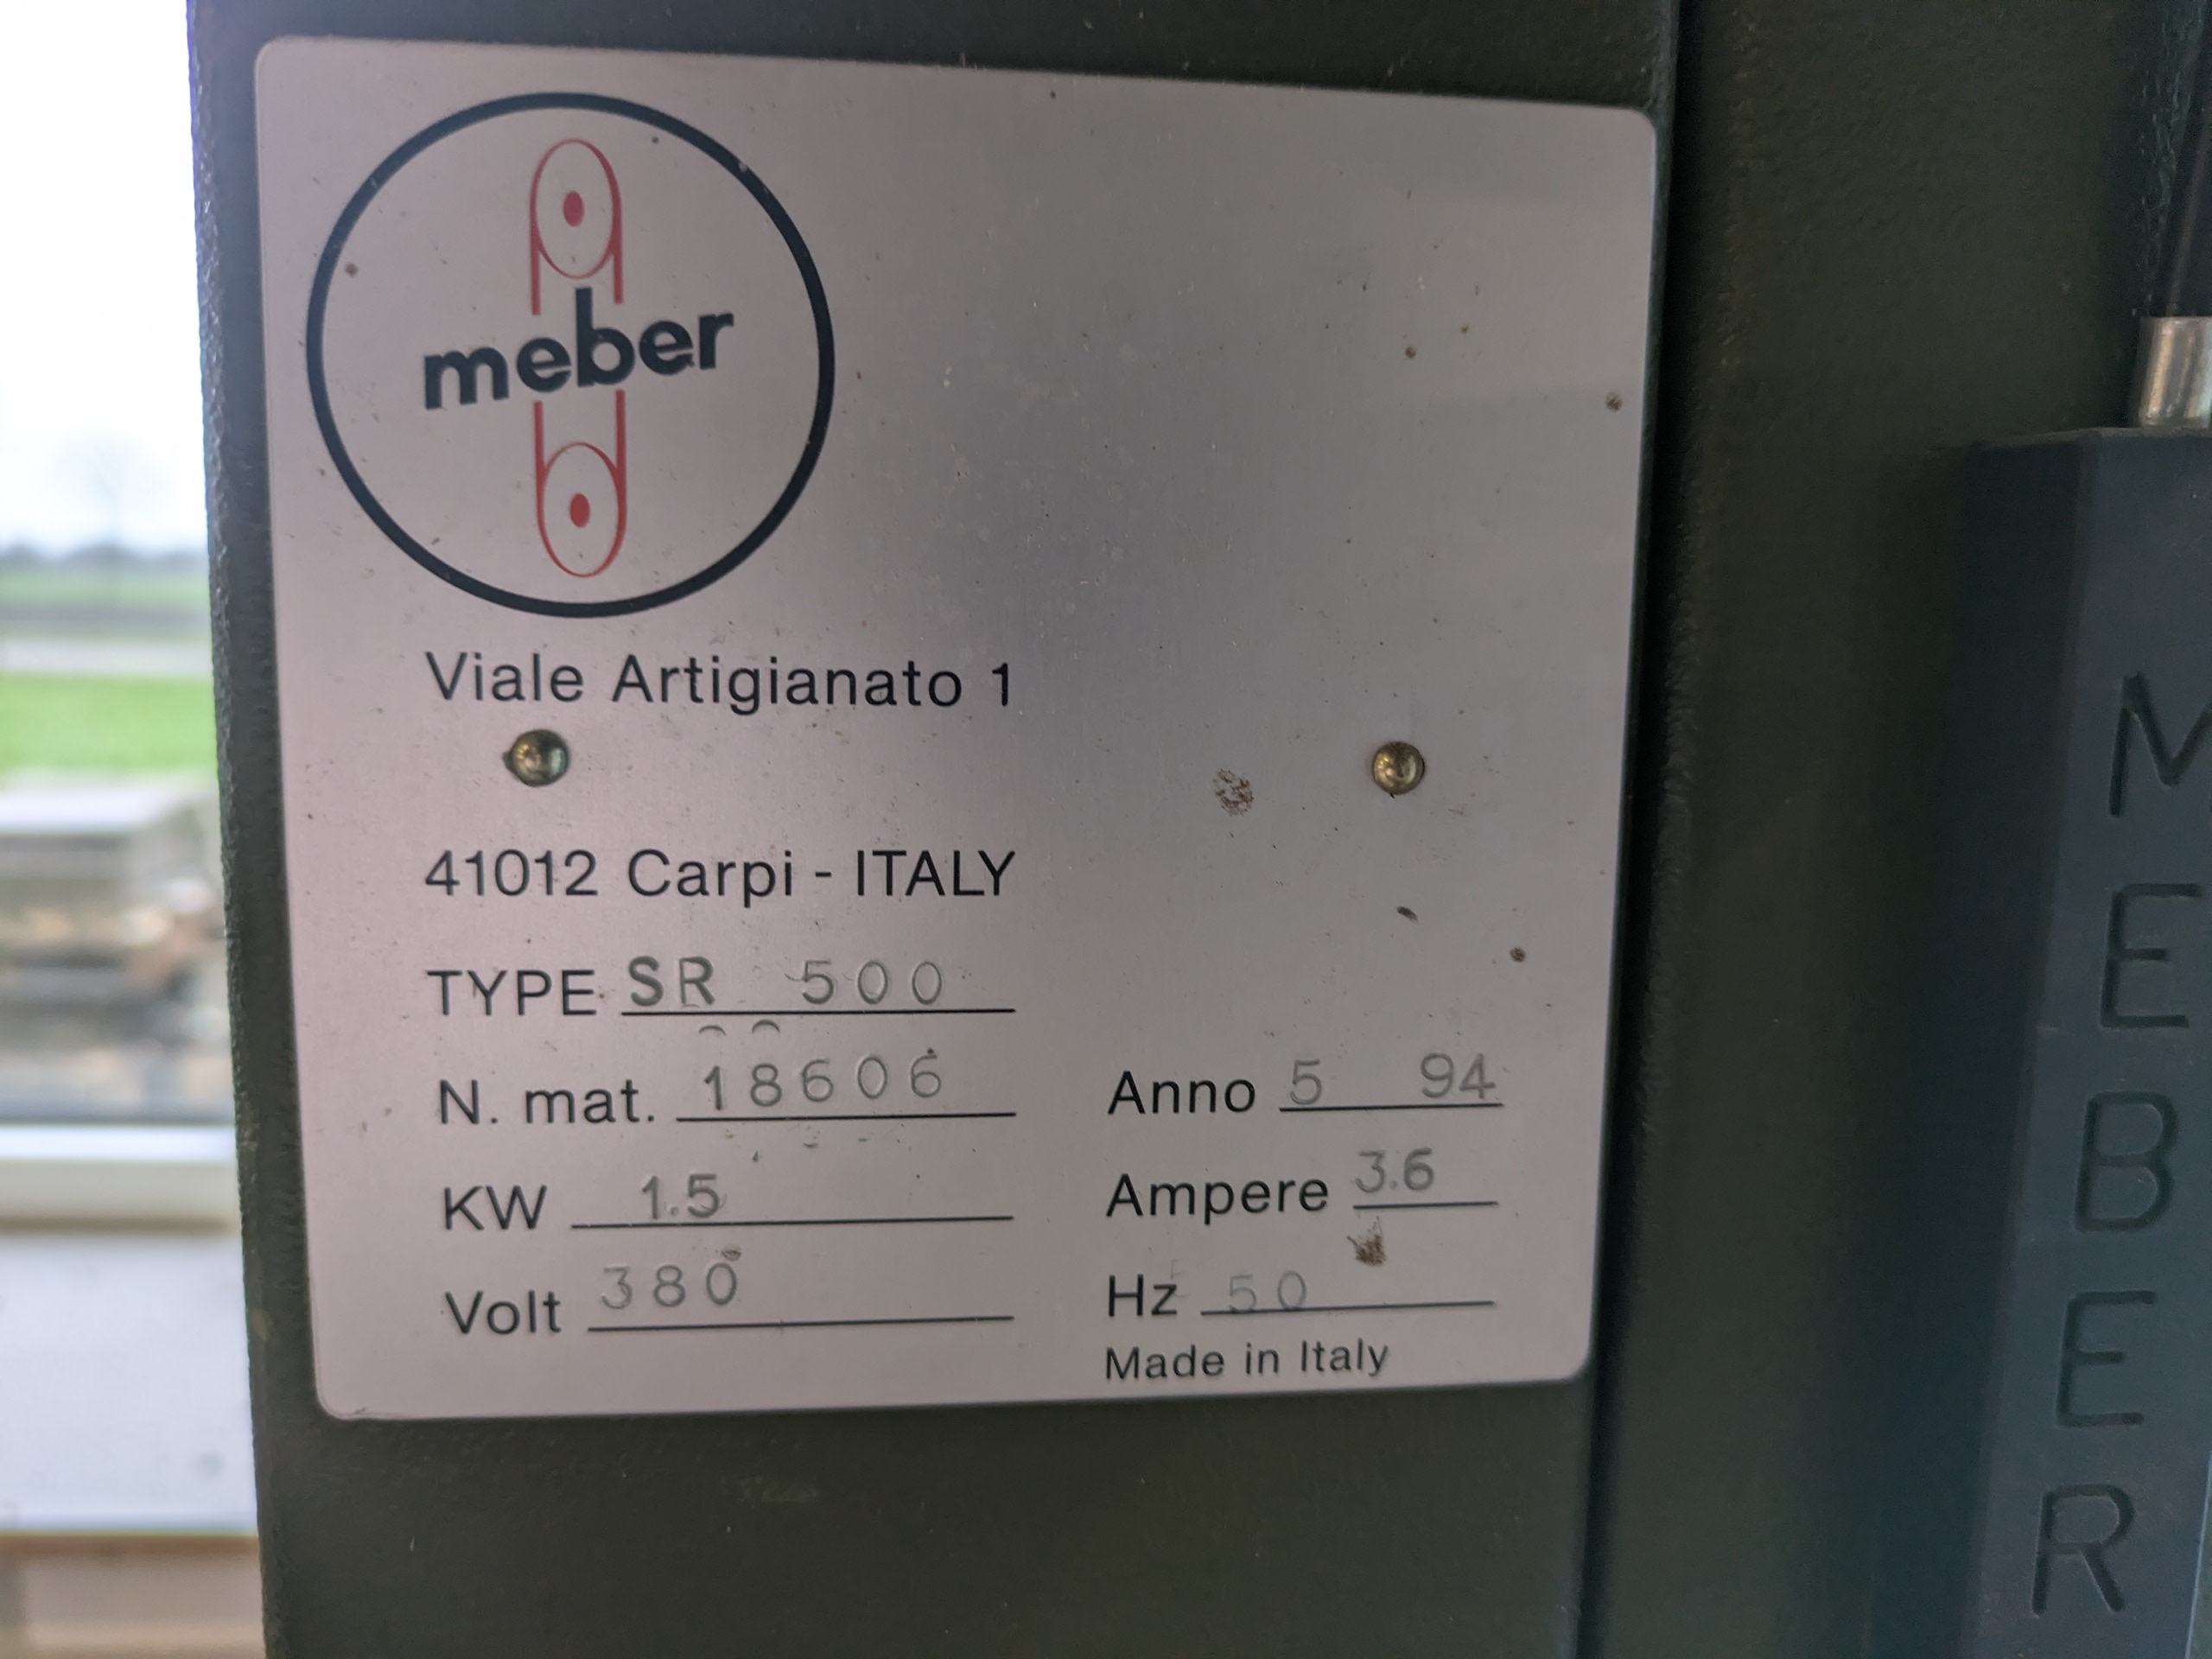 meber
Viale Artigianato 1
41012 Carpi - ITALY
TYPE SR 500
N. mat. 18606
Anno 5 94
KW 1.5
Ampere 3.6
Volt 380
Hz 50
Made in Italy
MEBER